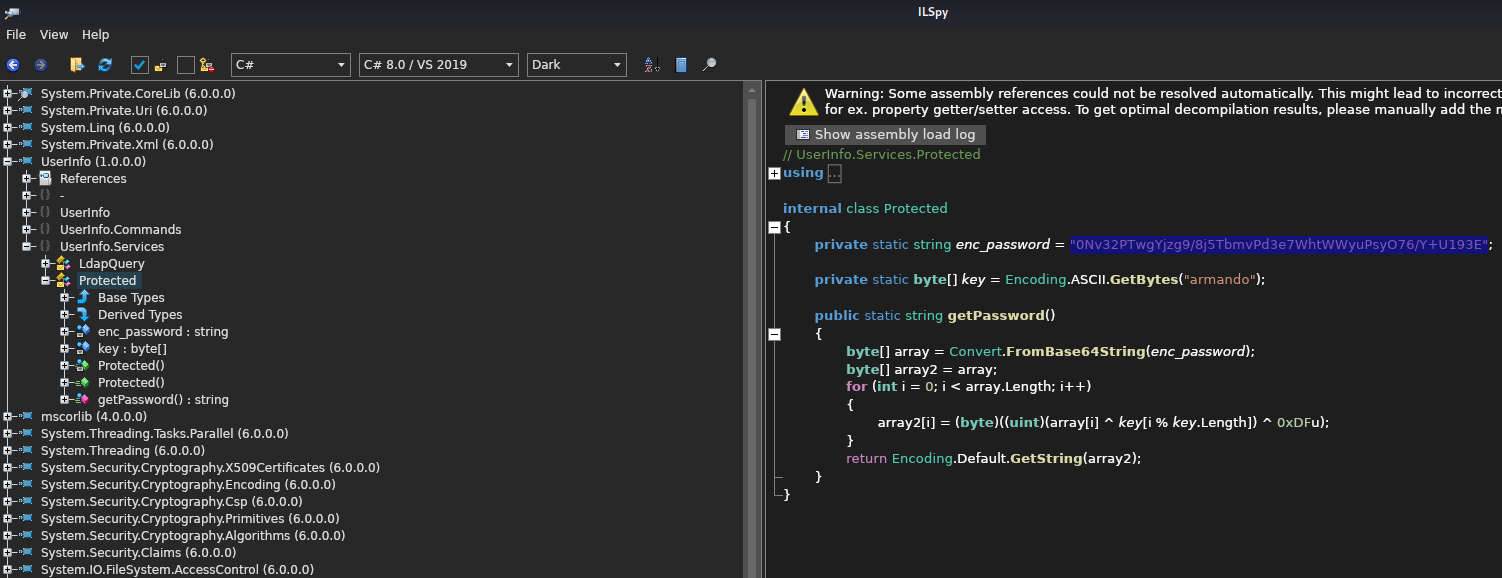 ILSpy
File View Help
C# C# 8.0 / VS 2019 Dark
System.Private.CoreLib (6.0.0.0)
System.Private.Uri (6.0.0.0)
System.Linq (6.0.0.0)
System.Private.Xml (6.0.0.0)
UserInfo (1.0.0.0)
References
-
UserInfo
UserInfo.Commands
UserInfo.Services
LdapQuery
Protected
Base Types
Derived Types
enc_password : string
key : byte[]
Protected()
Protected()
getPassword() : string
mscorlib (4.0.0.0)
System.Threading.Tasks.Parallel (6.0.0.0)
System.Threading (6.0.0.0)
System.Security.Cryptography.X509Certificates (6.0.0.0)
System.Security.Cryptography.Encoding (6.0.0.0)
System.Security.Cryptography.Csp (6.0.0.0)
System.Security.Cryptography.Primitives (6.0.0.0)
System.Security.Cryptography.Algorithms (6.0.0.0)
System.Security.Claims (6.0.0.0)
System.IO.FileSystem.AccessControl (6.0.0.0)
Warning: Some assembly references could not be resolved automatically. This might lead to incorrect
for ex. property getter/setter access. To get optimal decompilation results, please manually add the
Show assembly load log
// UserInfo.Services.Protected
using ...
internal class Protected
{
private static string enc_password = "0Nv32PTwgYjzg9/8j5TbmvPd3e7WhtWWyuPsyO76/Y+U193E";
private static byte[] key = Encoding.ASCII.GetBytes("armando");
public static string getPassword()
{
byte[] array = Convert.FromBase64String(enc_password);
byte[] array2 = array;
for (int i = 0; i < array.Length; i++)
{
array2[i] = (byte)((uint)(array[i] ^ key[i % key.Length]) ^ 0xDFu);
}
return Encoding.Default.GetString(array2);
}
}